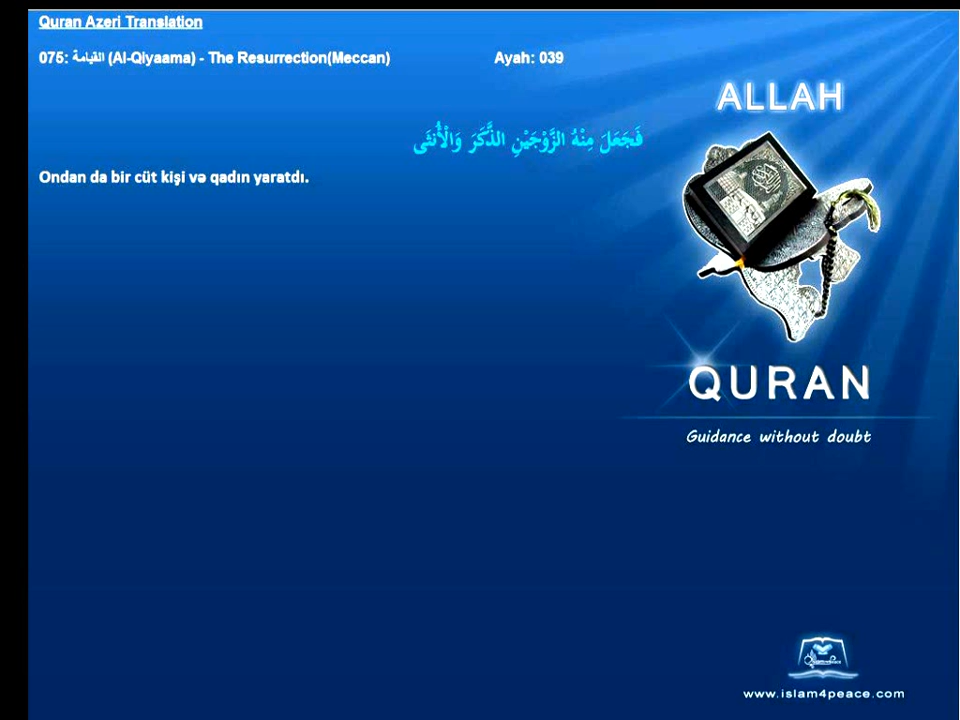 Quran Azeri Translation
075: القيامة (Al-Qiyaama) - The Resurrection(Meccan) Ayah: 039
ALLAH
فَجَعَلَ مِنْهُ الزَّوْجَيْنِ الذَّكَرَ وَالْأُنثَى
Ondan da bir cüt kişi və qadın yaratdı.
QURAN
Guidance without doubt
www.islam4peace.com